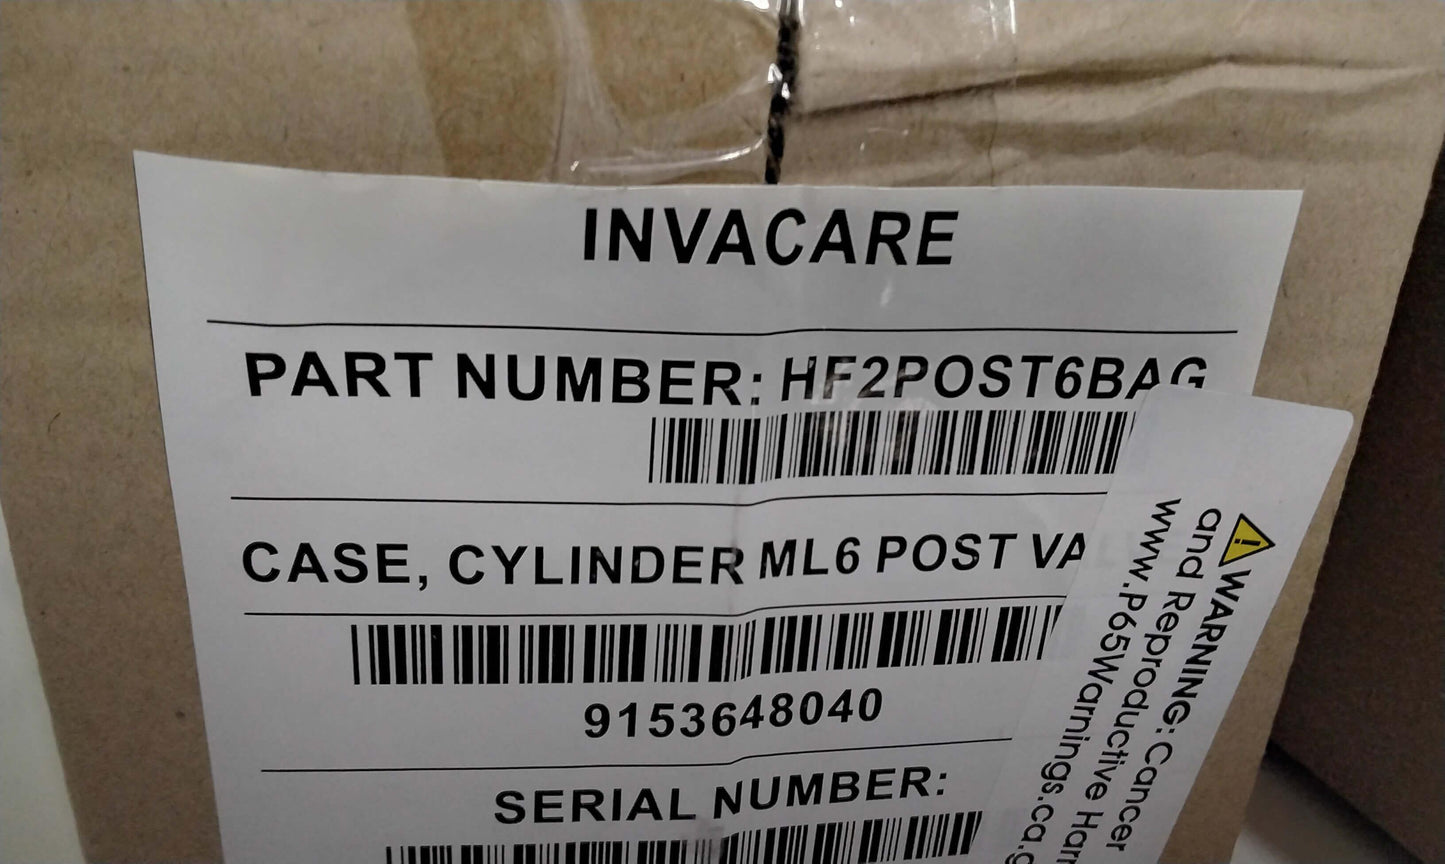 INVACARE
PART NUMBER: HF2POST6BAG
CASE, CYLINDER ML6 POST VA
9153648040
SERIAL NUMBER:
⚠ WARNING: Cancer
and Reproductive Har
www.P65Warnings.ca.g